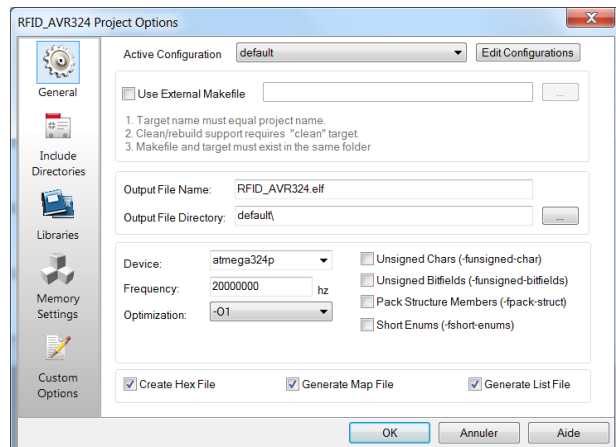 RFID_AVR324 Project Options
General
Include
Directories
Libraries
Memory
Settings
Custom
Options
Active Configuration default Edit Configurations
Use External Makefile ...
1. Target name must equal project name.
2. Clean/rebuild support requires "clean" target.
3. Makefile and target must exist in the same folder
Output File Name: RFID_AVR324.elf
Output File Directory: default\ ...
Device: atmega324p Unsigned Chars (-funsigned-char)
Frequency: 20000000 hz Unsigned Bitfields (-funsigned-bitfields)
Optimization: -O1 Pack Structure Members (-fpack-struct)
Short Enums (-fshort-enums)
Create Hex File Generate Map File Generate List File
OK Annuler Aide